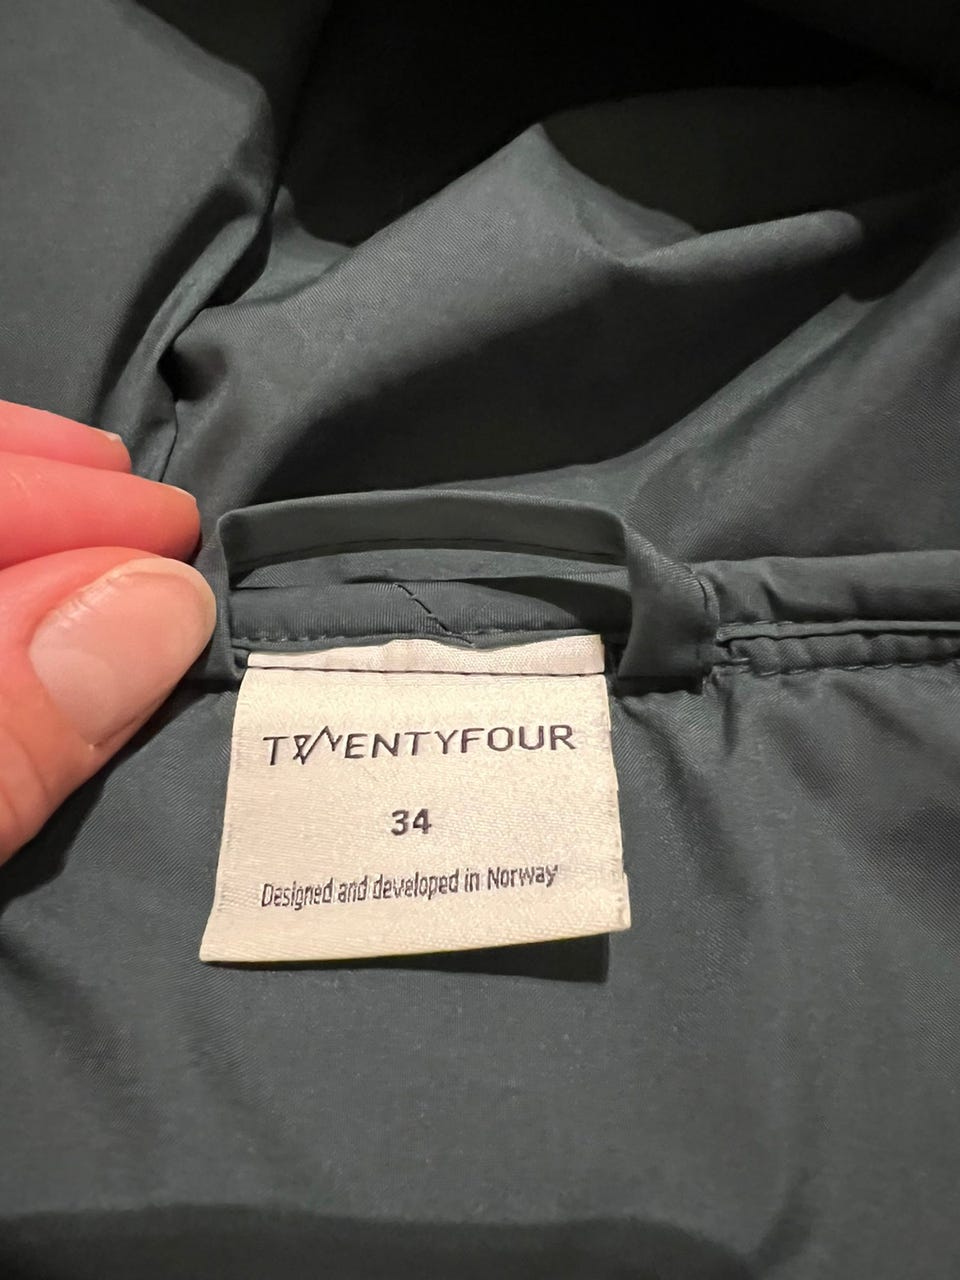 TWENTYFOUR
34
Designed and developed in Norway